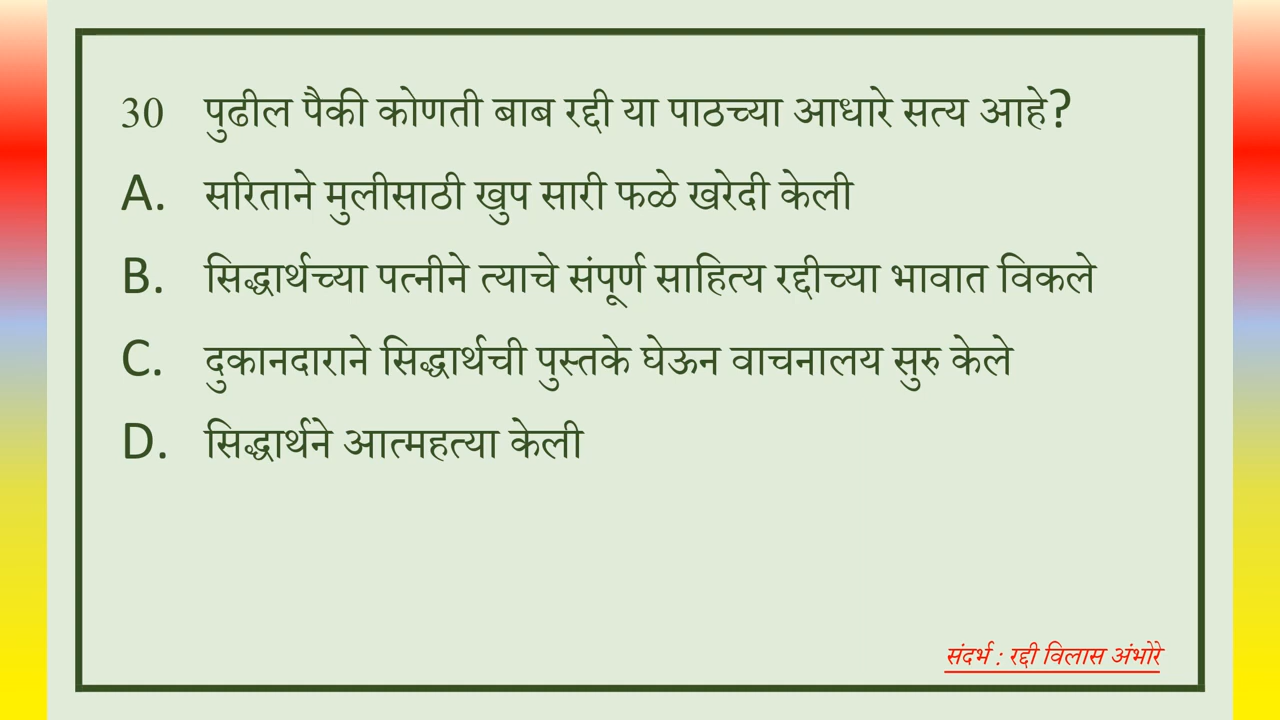 30 पुढील पैकी कोणती बाब रद्दी या पाठच्या आधारे सत्य आहे?
A. सरिताने मुलीसाठी खुप सारी फळे खरेदी केली
B. सिद्धार्थच्या पत्नीने त्याचे संपूर्ण साहित्य रद्दीच्या भावात विकले
C. दुकानदाराने सिद्धार्थची पुस्तके घेऊन वाचनालय सुरु केले
D. सिद्धार्थने आत्महत्या केली
संदर्भ : रद्दी विलास अंभोरे